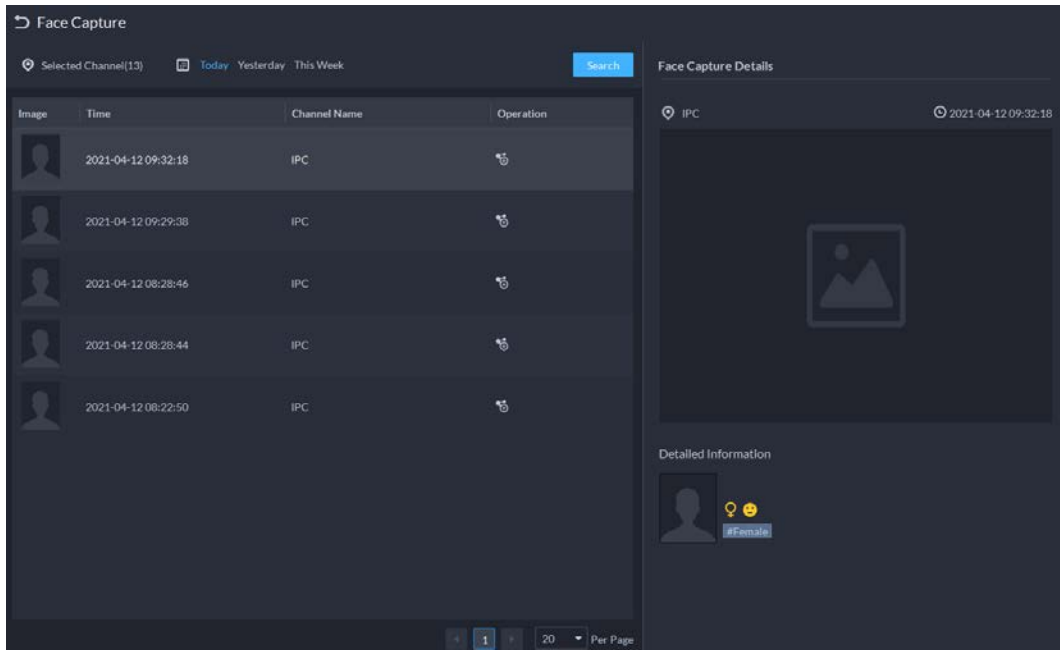 Face Capture
Selected Channel(13) Today Yesterday This Week Search
Image Time Channel Name Operation
2021-04-12 09:32:18 IPC
2021-04-12 09:29:38 IPC
2021-04-12 08:28:46 IPC
2021-04-12 08:28:44 IPC
2021-04-12 08:22:50 IPC
1 20 Per Page
Face Capture Details
IPC 2021-04-12 09:32:18
Detailed Information
#Female